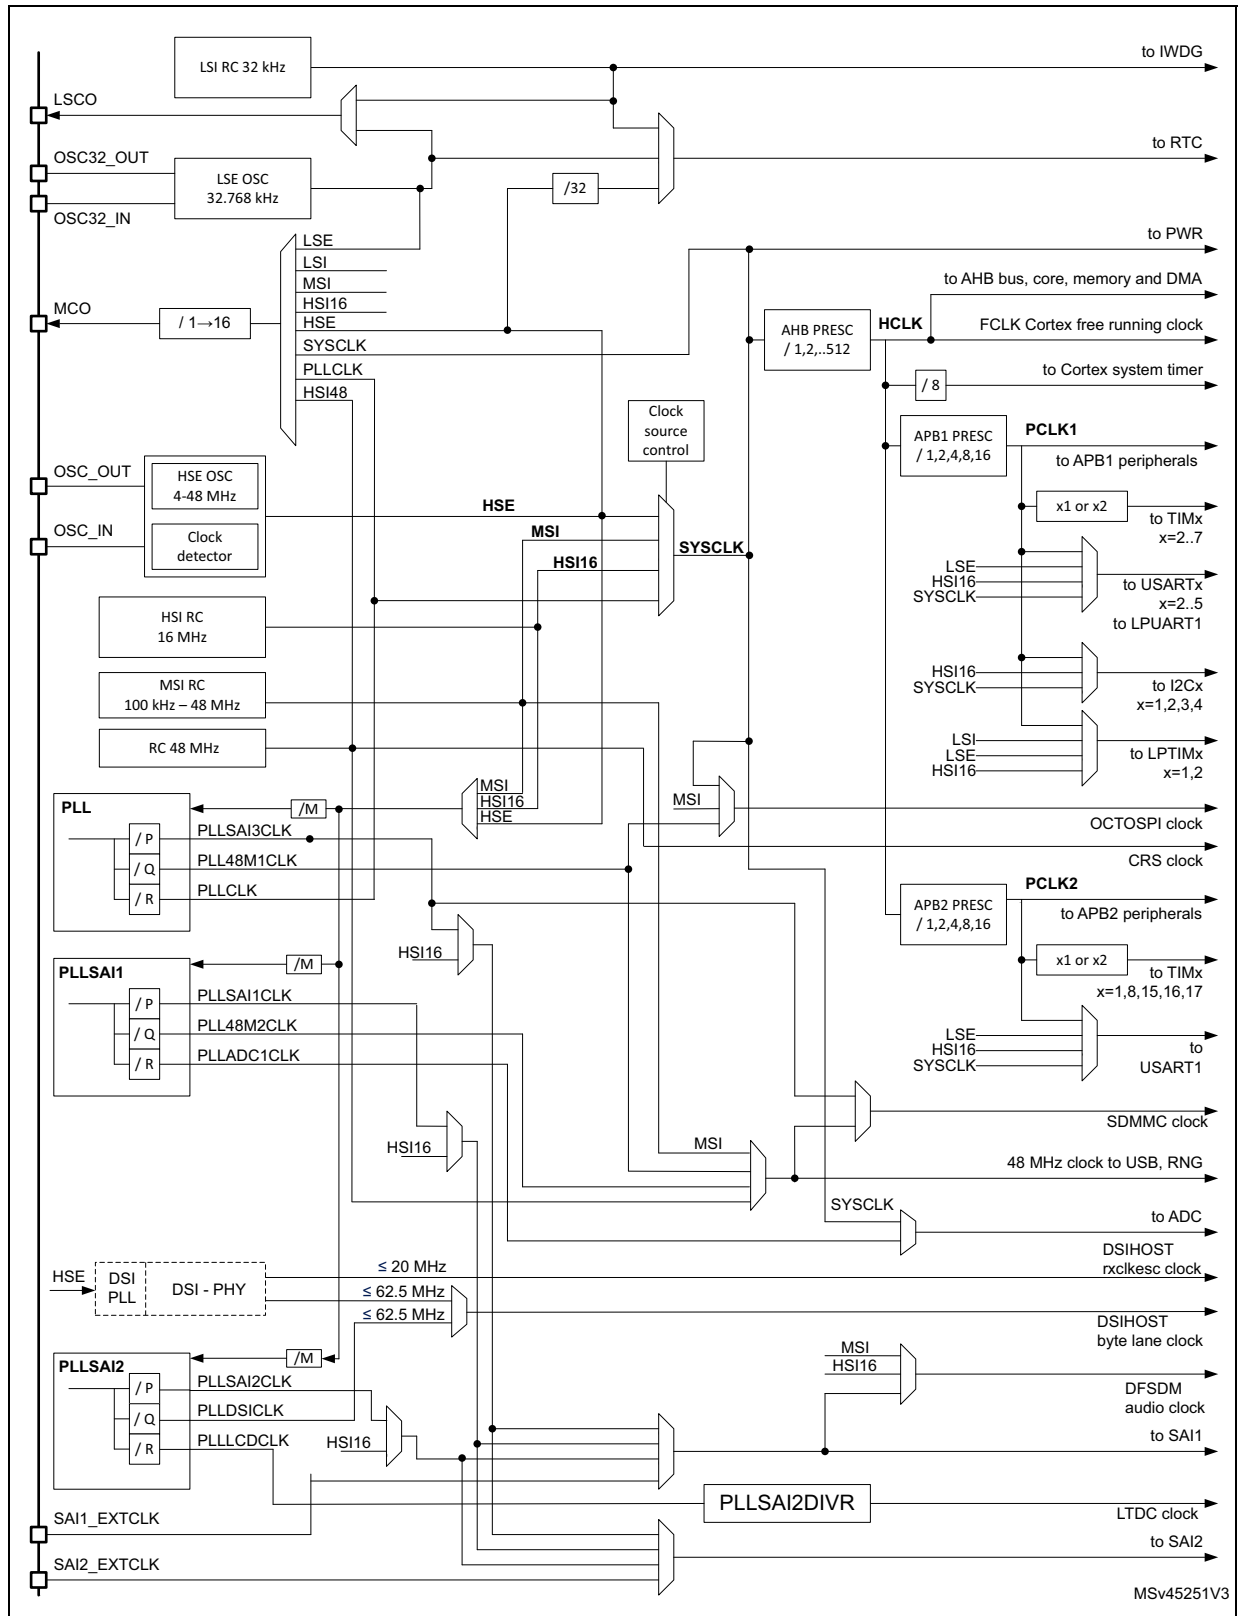 LSI RC 32 kHz
to IWDG
LSCO
to RTC
OSC32_OUT
LSE OSC
32.768 kHz
/32
OSC32_IN
to PWR
LSE
LSI
MSI
HSI16
HSE
SYSCLK
PLLCLK
HSI48
MCO
/ 1→16
to AHB bus, core, memory and DMA
AHB PRESC
/ 1,2,..512
HCLK
FCLK Cortex free running clock
to Cortex system timer
/ 8
Clock
source
control
APB1 PRESC
/ 1,2,4,8,16
PCLK1
to APB1 peripherals
OSC_OUT
HSE OSC
4-48 MHz
OSC_IN
Clock
detector
HSE
MSI
HSI16
SYSCLK
x1 or x2
to TIMx
x=2..7
LSE
HSI16
SYSCLK
to USARTx
x=2..5
to LPUART1
HSI RC
16 MHz
MSI RC
100 kHz – 48 MHz
RC 48 MHz
HSI16
SYSCLK
to I2Cx
x=1,2,3,4
LSI
LSE
HSI16
to LPTIMx
x=1,2
MSI
HSI16
HSE
MSI
OCTOSPI clock
CRS clock
PLL
/M
/ P
PLLSAI3CLK
/ Q
PLL48M1CLK
/ R
PLLCLK
APB2 PRESC
/ 1,2,4,8,16
PCLK2
to APB2 peripherals
HSI16
x1 or x2
to TIMx
x=1,8,15,16,17
PLLSAI1
/M
/ P
PLLSAI1CLK
/ Q
PLL48M2CLK
/ R
PLLADC1CLK
LSE
HSI16
SYSCLK
to
USART1
SDMMC clock
HSI16
MSI
48 MHz clock to USB, RNG
SYSCLK
to ADC
HSE
DSI
PLL
DSI - PHY
≤ 20 MHz
≤ 62.5 MHz
≤ 62.5 MHz
DSIHOST
rxclkesc clock
DSIHOST
byte lane clock
PLLSAI2
/M
/ P
PLLSAI2CLK
/ Q
PLLDSICLK
/ R
PLLLCDCLK
HSI16
MSI
HSI16
DFSDM
audio clock
to SAI1
PLLSAI2DIVR
LTDC clock
SAI1_EXTCLK
to SAI2
SAI2_EXTCLK
MSv45251V3